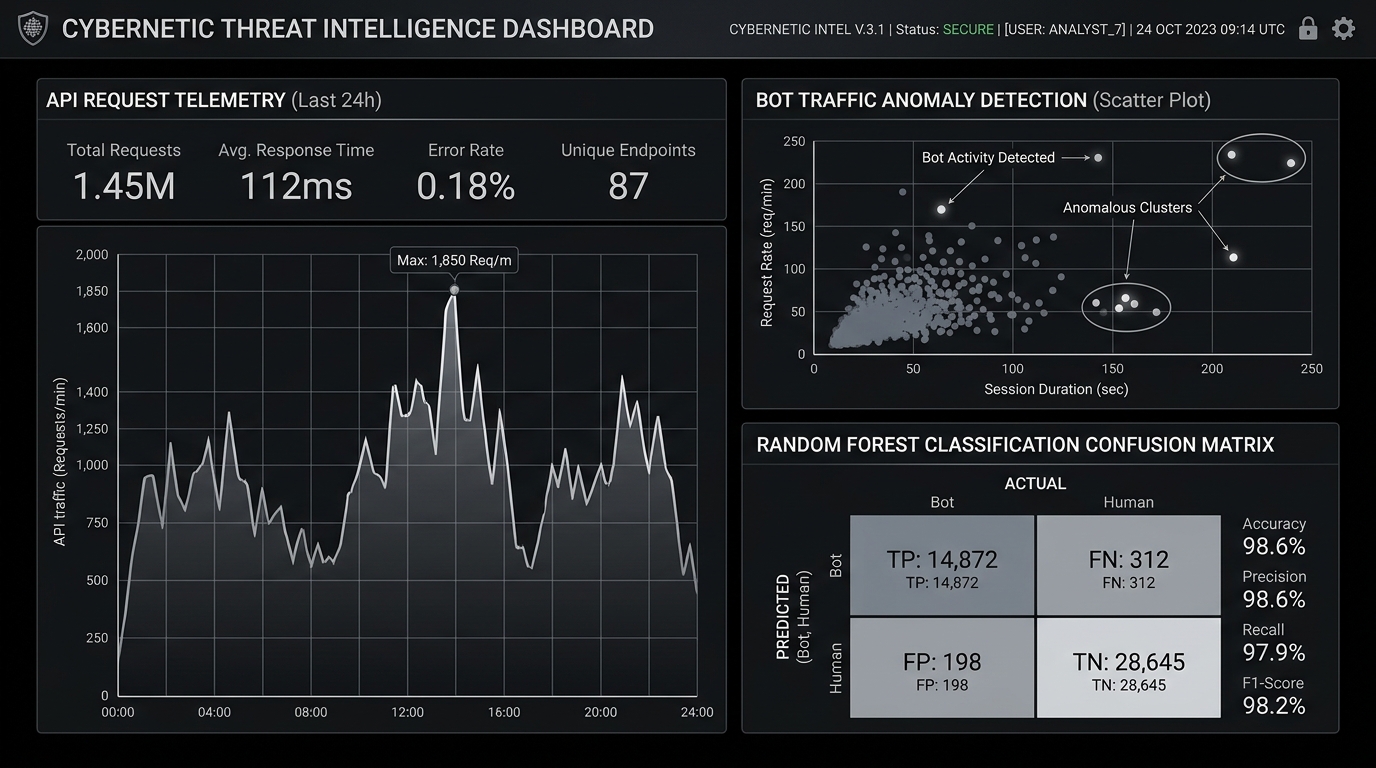 CYBERNETIC THREAT INTELLIGENCE DASHBOARD
CYBERNETIC INTEL V.3.1 | Status: SECURE | [USER: ANALYST_7] | 24 OCT 2023 09:14 UTC
API REQUEST TELEMETRY (Last 24h)
Total Requests
1.45M
Avg. Response Time
112ms
Error Rate
0.18%
Unique Endpoints
87
API traffic (Requests/min)
2,000
1,850
1,600
1,400
1,250
1,000
750
500
250
0
Max: 1,850 Req/m
00:00 04:00 08:00 12:00 16:00 20:00 24:00
BOT TRAFFIC ANOMALY DETECTION (Scatter Plot)
Request Rate (req/min)
250
200
150
100
50
0
Bot Activity Detected
Anomalous Clusters
0 50 100 150 200 250
Session Duration (sec)
RANDOM FOREST CLASSIFICATION CONFUSION MATRIX
ACTUAL
Bot Human
PREDICTED
(Bot, Human)
Bot
TP: 14,872
TP: 14,872
FN: 312
FN: 312
Human
FP: 198
FP: 198
TN: 28,645
TN: 28,645
Accuracy
98.6%
Precision
98.6%
Recall
97.9%
F1-Score
98.2%